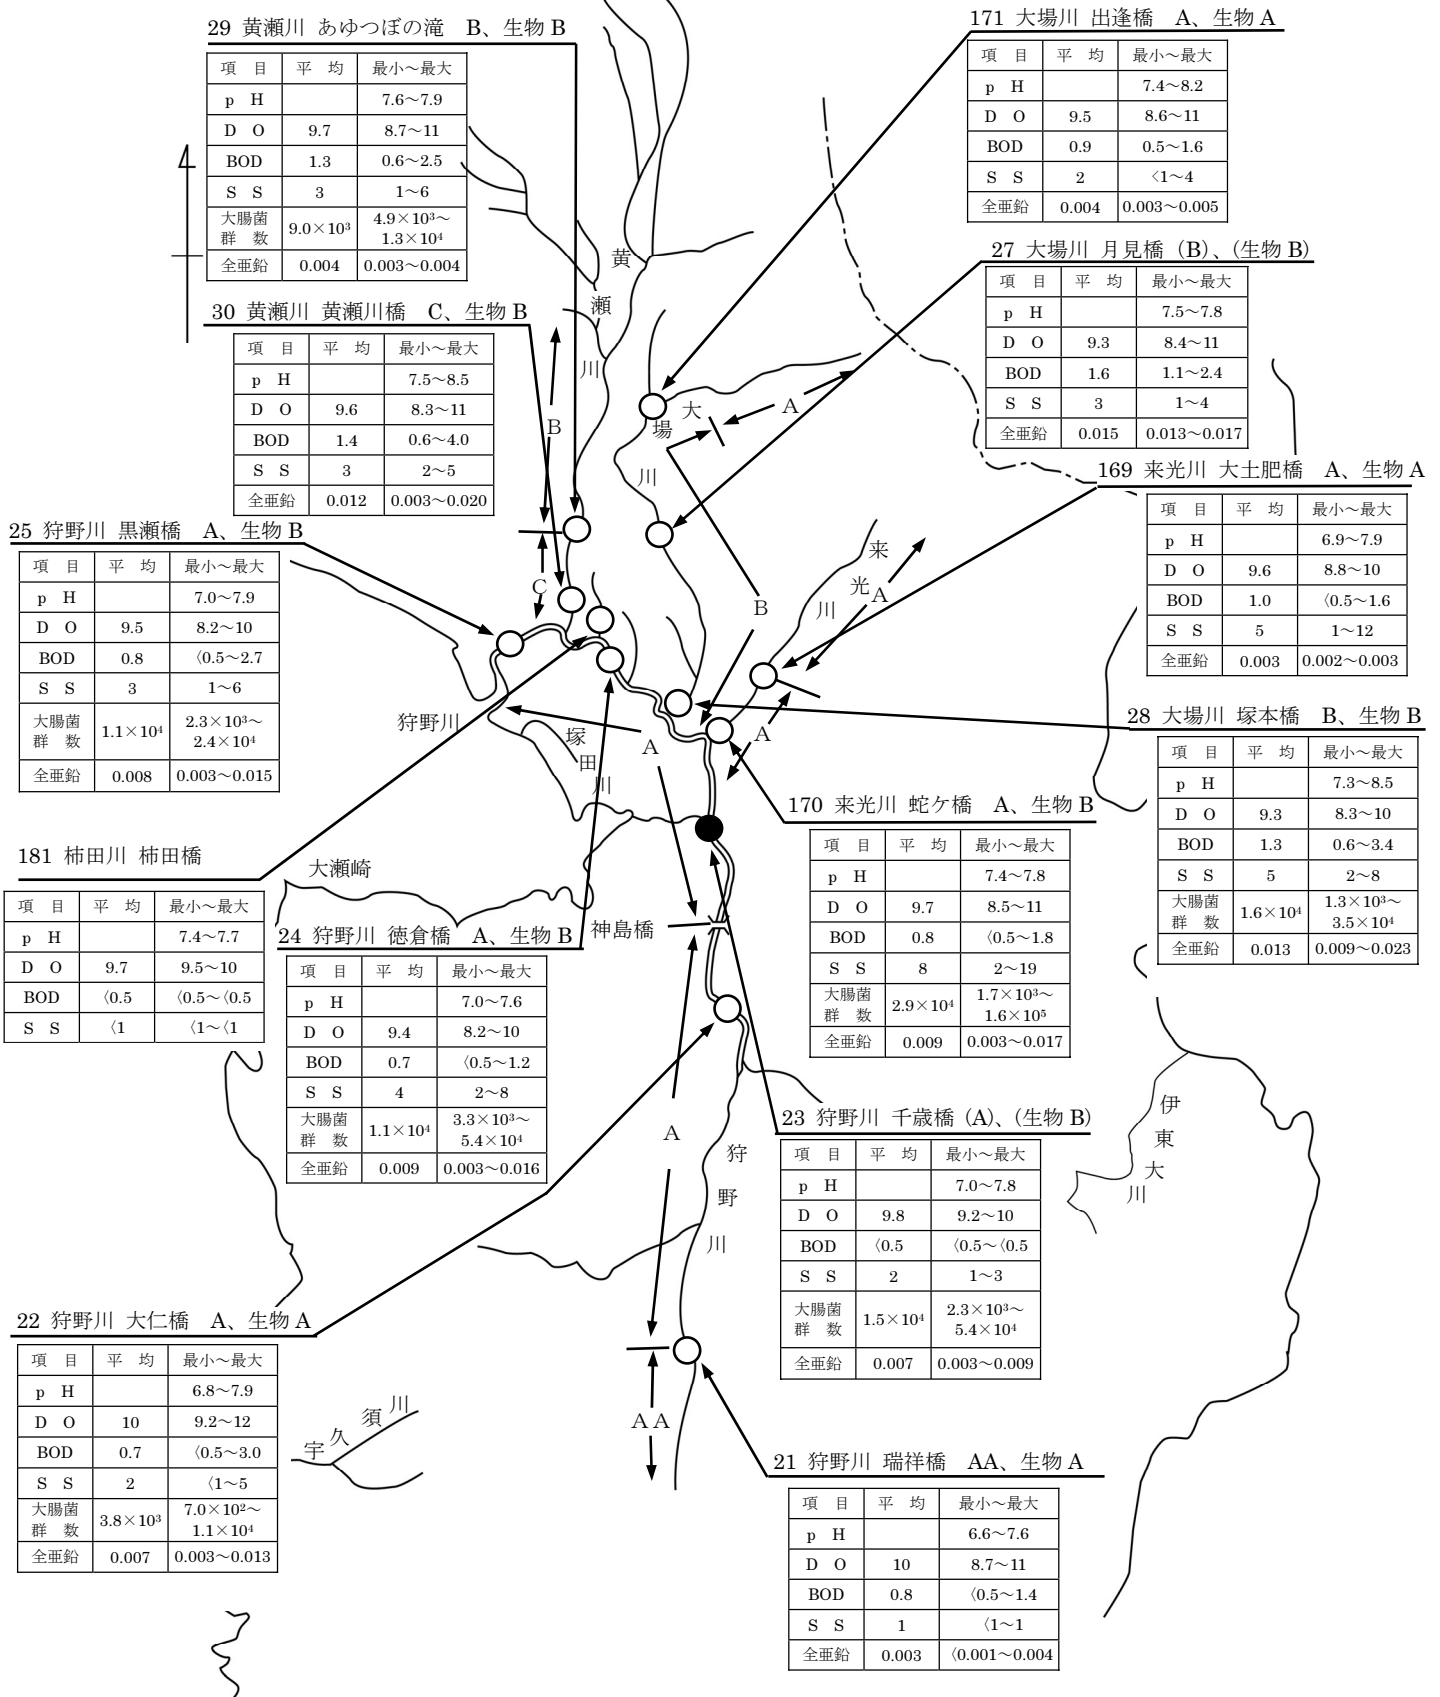 29 黄瀬川 あゆつぼの滝 B、生物 B
項 目 平 均 最小～最大
p H 7.6～7.9
D O 9.7 8.7～11
BOD 1.3 0.6～2.5
S S 3 1～6
大腸菌群 数 9.0×10³ 4.9×10³～1.3×10⁴
全亜鉛 0.004 0.003～0.004
171 大場川 出逢橋 A、生物 A
項 目 平 均 最小～最大
p H 7.4～8.2
D O 9.5 8.6～11
BOD 0.9 0.5～1.6
S S 2 <1～4
全亜鉛 0.004 0.003～0.005
27 大場川 月見橋 (B)、(生物 B)
項 目 平 均 最小～最大
p H 7.5～7.8
D O 9.3 8.4～11
BOD 1.6 1.1～2.4
S S 3 1～4
全亜鉛 0.015 0.013～0.017
30 黄瀬川 黄瀬川橋 C、生物 B
項 目 平 均 最小～最大
p H 7.5～8.5
D O 9.6 8.3～11
BOD 1.4 0.6～4.0
S S 3 2～5
全亜鉛 0.012 0.003～0.020
黄瀬川
大場川
A
B
C
B
来光川
A
A
169 来光川 大土肥橋 A、生物 A
項 目 平 均 最小～最大
p H 6.9～7.9
D O 9.6 8.8～10
BOD 1.0 〈0.5～1.6
S S 5 1～12
全亜鉛 0.003 0.002～0.003
25 狩野川 黒瀬橋 A、生物 B
項 目 平 均 最小～最大
p H 7.0～7.9
D O 9.5 8.2～10
BOD 0.8 〈0.5～2.7
S S 3 1～6
大腸菌群 数 1.1×10⁴ 2.3×10³～2.4×10⁴
全亜鉛 0.008 0.003～0.015
狩野川
塚田川
A
28 大場川 塚本橋 B、生物 B
項 目 平 均 最小～最大
p H 7.3～8.5
D O 9.3 8.3～10
BOD 1.3 0.6～3.4
S S 5 2～8
大腸菌群 数 1.6×10⁴ 1.3×10³～3.5×10⁴
全亜鉛 0.013 0.009～0.023
170 来光川 蛇ケ橋 A、生物 B
項 目 平 均 最小～最大
p H 7.4～7.8
D O 9.7 8.5～11
BOD 0.8 〈0.5～1.8
S S 8 2～19
大腸菌群 数 2.9×10⁴ 1.7×10³～1.6×10⁵
全亜鉛 0.009 0.003～0.017
181 柿田川 柿田橋
項 目 平 均 最小～最大
p H 7.4～7.7
D O 9.7 9.5～10
BOD 〈0.5 〈0.5～〈0.5
S S 〈1 〈1～〈1
大瀬崎
神島橋
24 狩野川 徳倉橋 A、生物 B
項 目 平 均 最小～最大
p H 7.0～7.6
D O 9.4 8.2～10
BOD 0.7 〈0.5～1.2
S S 4 2～8
大腸菌群 数 1.1×10⁴ 3.3×10³～5.4×10⁴
全亜鉛 0.009 0.003～0.016
A
狩野川
伊東大川
23 狩野川 千歳橋 (A)、(生物 B)
項 目 平 均 最小～最大
p H 7.0～7.8
D O 9.8 9.2～10
BOD 〈0.5 〈0.5～〈0.5
S S 2 1～3
大腸菌群 数 1.5×10⁴ 2.3×10³～5.4×10⁴
全亜鉛 0.007 0.003～0.009
22 狩野川 大仁橋 A、生物 A
項 目 平 均 最小～最大
p H 6.8～7.9
D O 10 9.2～12
BOD 0.7 〈0.5～3.0
S S 2 〈1～5
大腸菌群 数 3.8×10³ 7.0×10²～1.1×10⁴
全亜鉛 0.007 0.003～0.013
宇久須川
AA
21 狩野川 瑞祥橋 AA、生物 A
項 目 平 均 最小～最大
p H 6.6～7.6
D O 10 8.7～11
BOD 0.8 〈0.5～1.4
S S 1 〈1～1
全亜鉛 0.003 〈0.001～0.004